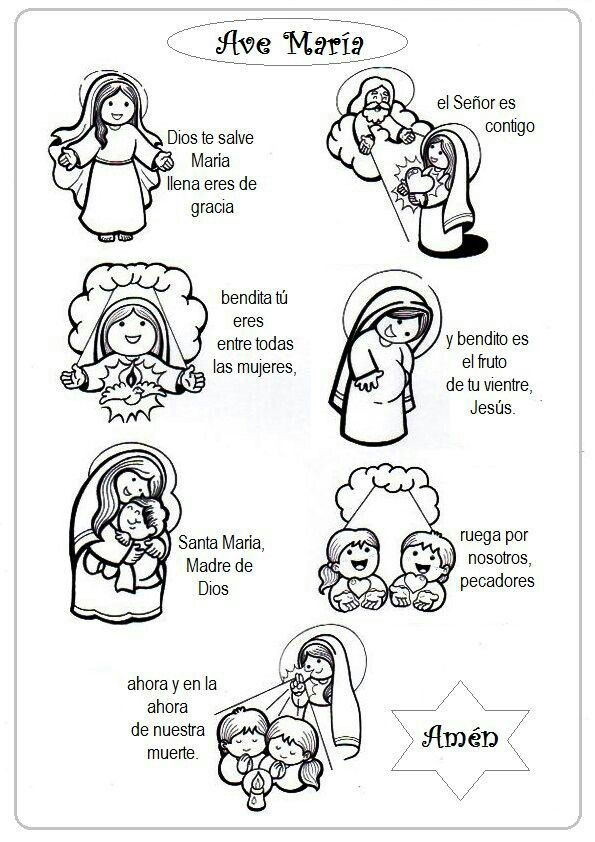 Ave María
Dios te salve
Maria
llena eres de
gracia
el Señor es
contigo
bendita tú
eres
entre todas
las mujeres,
y bendito es
el fruto
de tu vientre,
Jesús.
Santa María,
Madre de
Dios
ruega por
nosotros,
pecadores
ahora y en la
ahora
de nuestra
muerte.
Amén